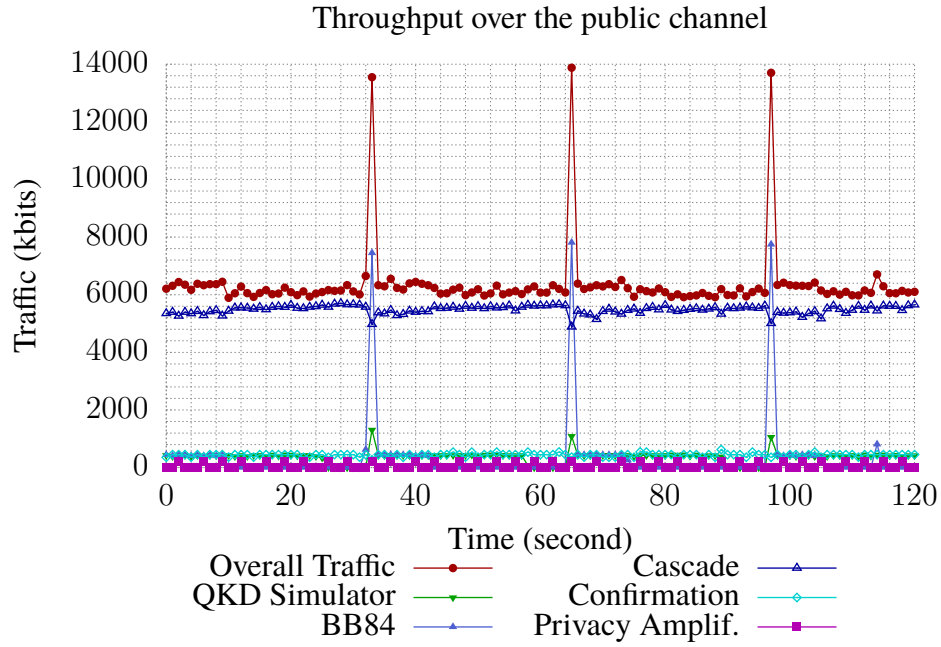 Throughput over the public channel
14000
12000
10000
8000
6000
4000
2000
0
Traffic (kbits)
0 20 40 60 80 100 120
Time (second)
Overall Traffic Cascade
QKD Simulator Confirmation
BB84 Privacy Amplif.